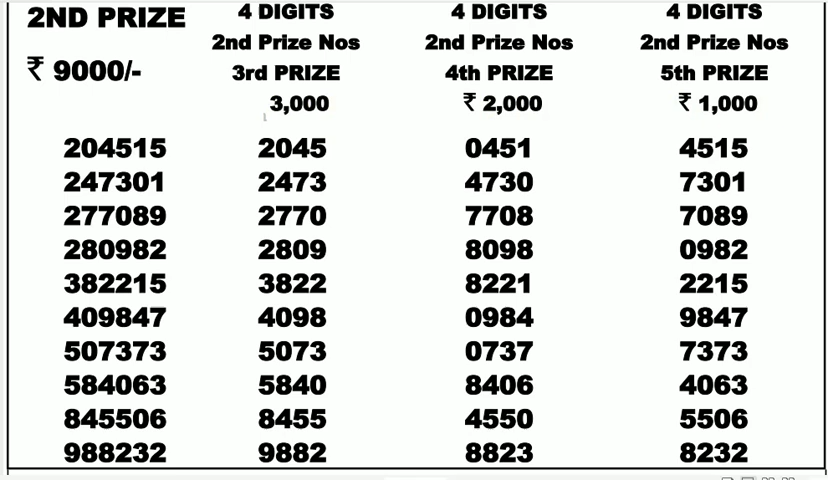 2ND PRIZE 4 DIGITS 4 DIGITS 4 DIGITS
2nd Prize Nos 2nd Prize Nos 2nd Prize Nos
₹ 9000/- 3rd PRIZE 4th PRIZE 5th PRIZE
3,000 ₹ 2,000 ₹ 1,000
204515 2045 0451 4515
247301 2473 4730 7301
277089 2770 7708 7089
280982 2809 8098 0982
382215 3822 8221 2215
409847 4098 0984 9847
507373 5073 0737 7373
584063 5840 8406 4063
845506 8455 4550 5506
988232 9882 8823 8232